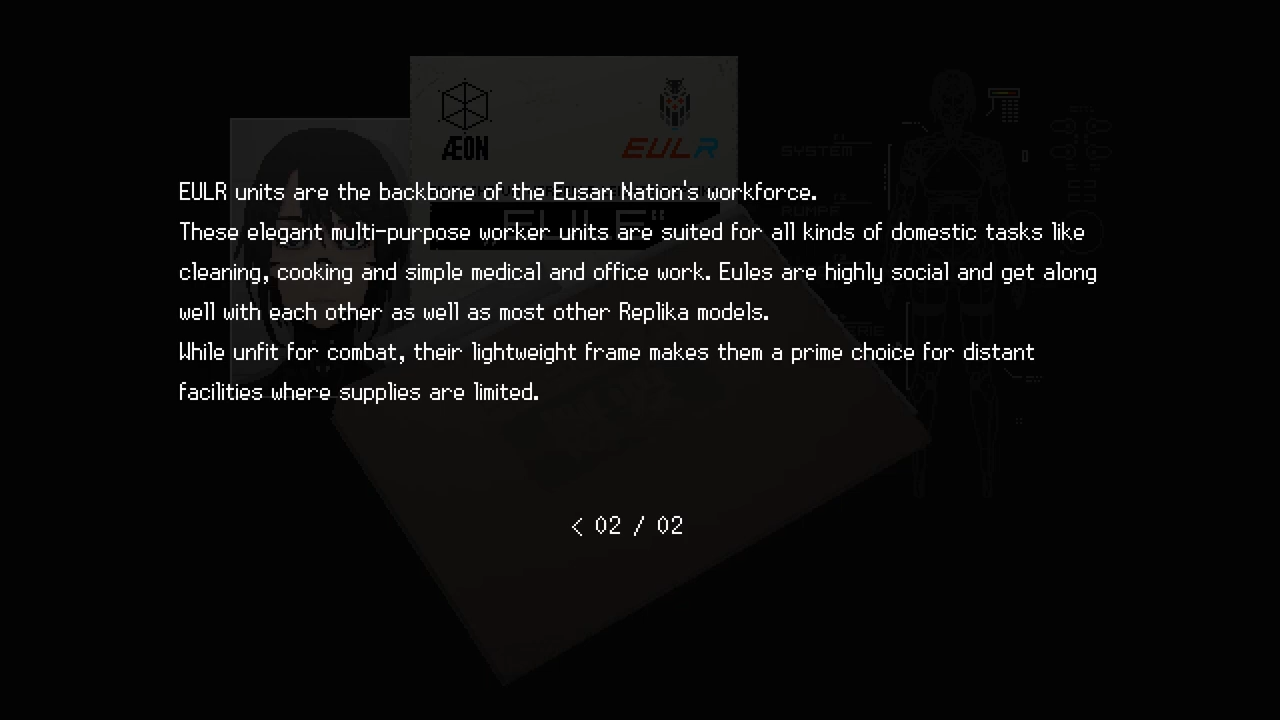 ÆON
EULR
EULR units are the backbone of the Eusan Nation's workforce.
„EULE“
These elegant multi-purpose worker units are suited for all kinds of domestic tasks like
cleaning, cooking and simple medical and office work. Eules are highly social and get along
well with each other as well as most other Replika models.
While unfit for combat, their lightweight frame makes them a prime choice for distant
facilities where supplies are limited.
SYSTEM
< 02 / 02